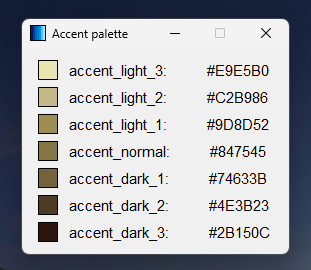 Accent palette
accent_light_3: #E9E5B0
accent_light_2: #C2B986
accent_light_1: #9D8D52
accent_normal: #847545
accent_dark_1: #74633B
accent_dark_2: #4E3B23
accent_dark_3: #2B150C